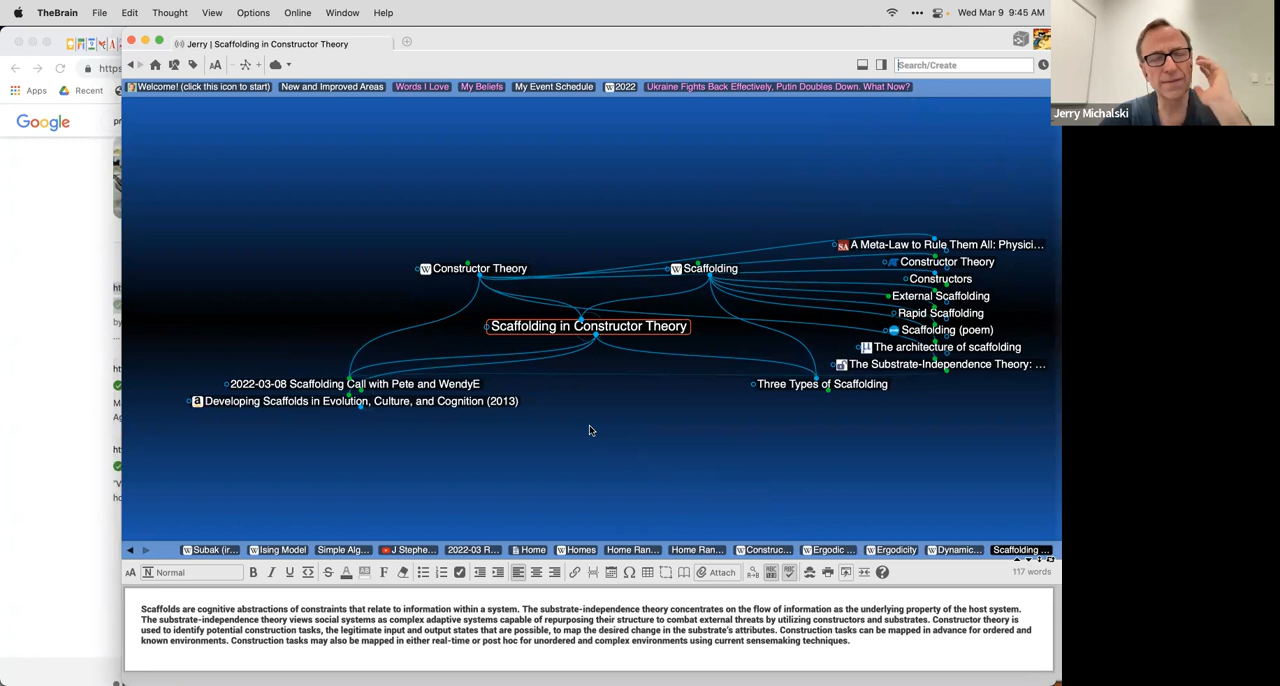 TheBrain File Edit Thought View Options Online Window Help
Wed Mar 9 9:45 AM
Jerry | Scaffolding in Constructor Theory
https
AA
Search/Create
Apps
Recent
Welcome! (click this icon to start) New and Improved Areas Words I Love My Beliefs My Event Schedule 2022 Ukraine Fights Back Effectively, Putin Doubles Down. What Now?
Jerry Michalski
Google
pr
A Meta-Law to Rule Them All: Physici...
Constructor Theory
Scaffolding
Constructor Theory
Constructors
External Scaffolding
Rapid Scaffolding
Scaffolding in Constructor Theory
Scaffolding (poem)
The architecture of scaffolding
The Substrate-Independence Theory: ...
2022-03-08 Scaffolding Call with Pete and WendyE
Three Types of Scaffolding
Developing Scaffolds in Evolution, Culture, and Cognition (2013)
Subak (ir... Ising Model Simple Alg... J Stephe... 2022-03 R... Home Homes Home Ran... Home Ran... Construc... Ergodic ... Ergodicity Dynamic... Scaffolding ...
AA Normal B I U S A F Attach 117 words
Scaffolds are cognitive abstractions of constraints that relate to information within a system. The substrate-independence theory concentrates on the flow of information as the underlying property of the host system.
The substrate-independence theory views social systems as complex adaptive systems capable of repurposing their structure to combat external threats by utilizing constructors and substrates. Constructor theory is
used to identify potential construction tasks, the legitimate input and output states that are possible, to map the desired change in the substrate's attributes. Construction tasks can be mapped in advance for ordered and
known environments. Construction tasks may also be mapped in either real-time or post hoc for unordered and complex environments using current sensemaking techniques.